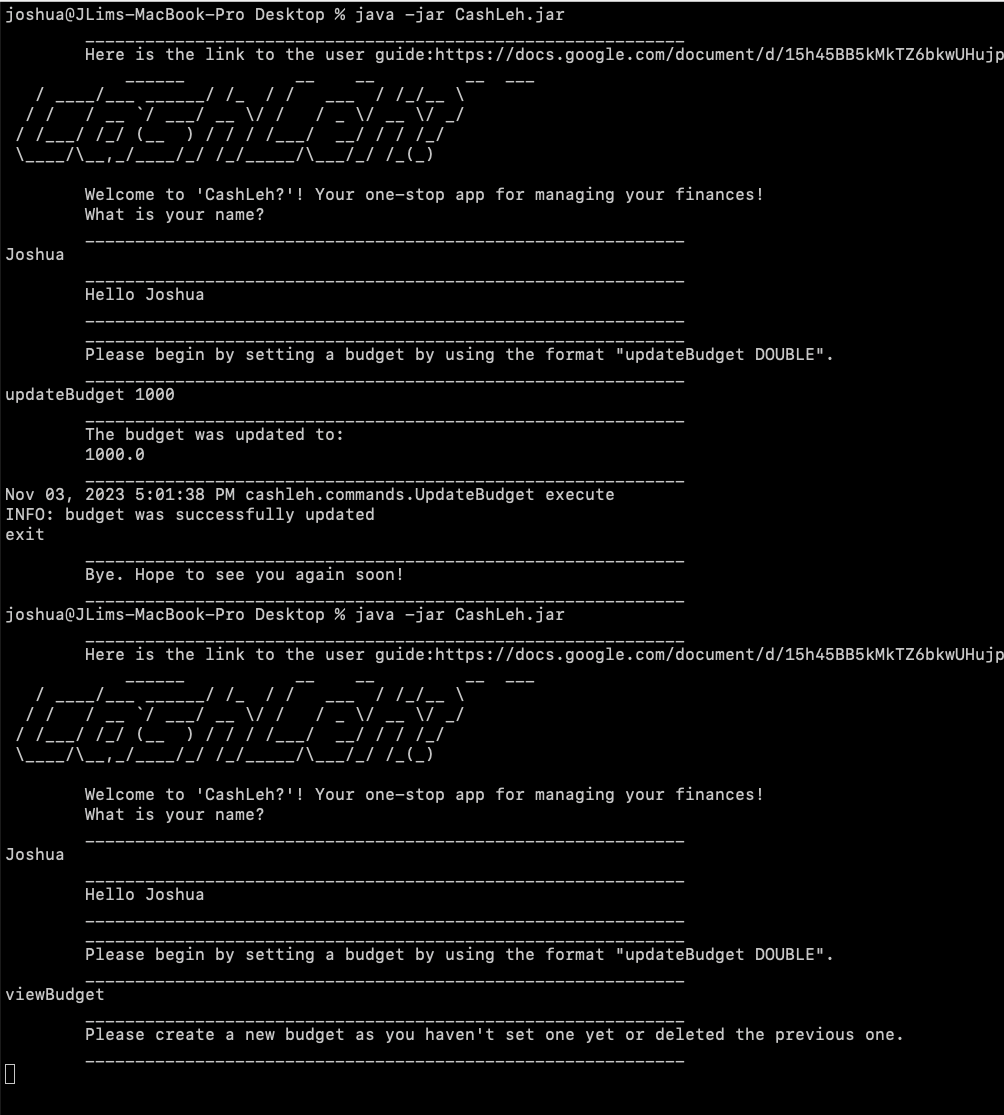 joshua@JLims-MacBook-Pro Desktop % java -jar CashLeh.jar
____________________________________________________________
Here is the link to the user guide:https://docs.google.com/document/d/15h45BB5kMkTZ6bkwUHujp
CashLeh?
Welcome to 'CashLeh?'! Your one-stop app for managing your finances!
What is your name?
____________________________________________________________
Joshua
____________________________________________________________
Hello Joshua
____________________________________________________________
____________________________________________________________
Please begin by setting a budget by using the format "updateBudget DOUBLE".
____________________________________________________________
updateBudget 1000
____________________________________________________________
The budget was updated to:
1000.0
____________________________________________________________
Nov 03, 2023 5:01:38 PM cashleh.commands.UpdateBudget execute
INFO: budget was successfully updated
exit
____________________________________________________________
Bye. Hope to see you again soon!
____________________________________________________________
joshua@JLims-MacBook-Pro Desktop % java -jar CashLeh.jar
____________________________________________________________
Here is the link to the user guide:https://docs.google.com/document/d/15h45BB5kMkTZ6bkwUHujp
CashLeh?
Welcome to 'CashLeh?'! Your one-stop app for managing your finances!
What is your name?
____________________________________________________________
Joshua
____________________________________________________________
Hello Joshua
____________________________________________________________
____________________________________________________________
Please begin by setting a budget by using the format "updateBudget DOUBLE".
____________________________________________________________
viewBudget
____________________________________________________________
Please create a new budget as you haven't set one yet or deleted the previous one.
____________________________________________________________